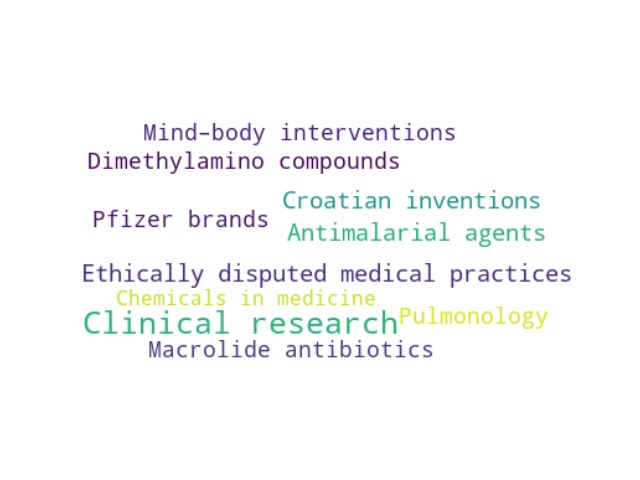 Mind–body interventions
Dimethylamino compounds
Croatian inventions
Pfizer brands
Antimalarial agents
Ethically disputed medical practices
Chemicals in medicine
Clinical research
Pulmonology
Macrolide antibiotics